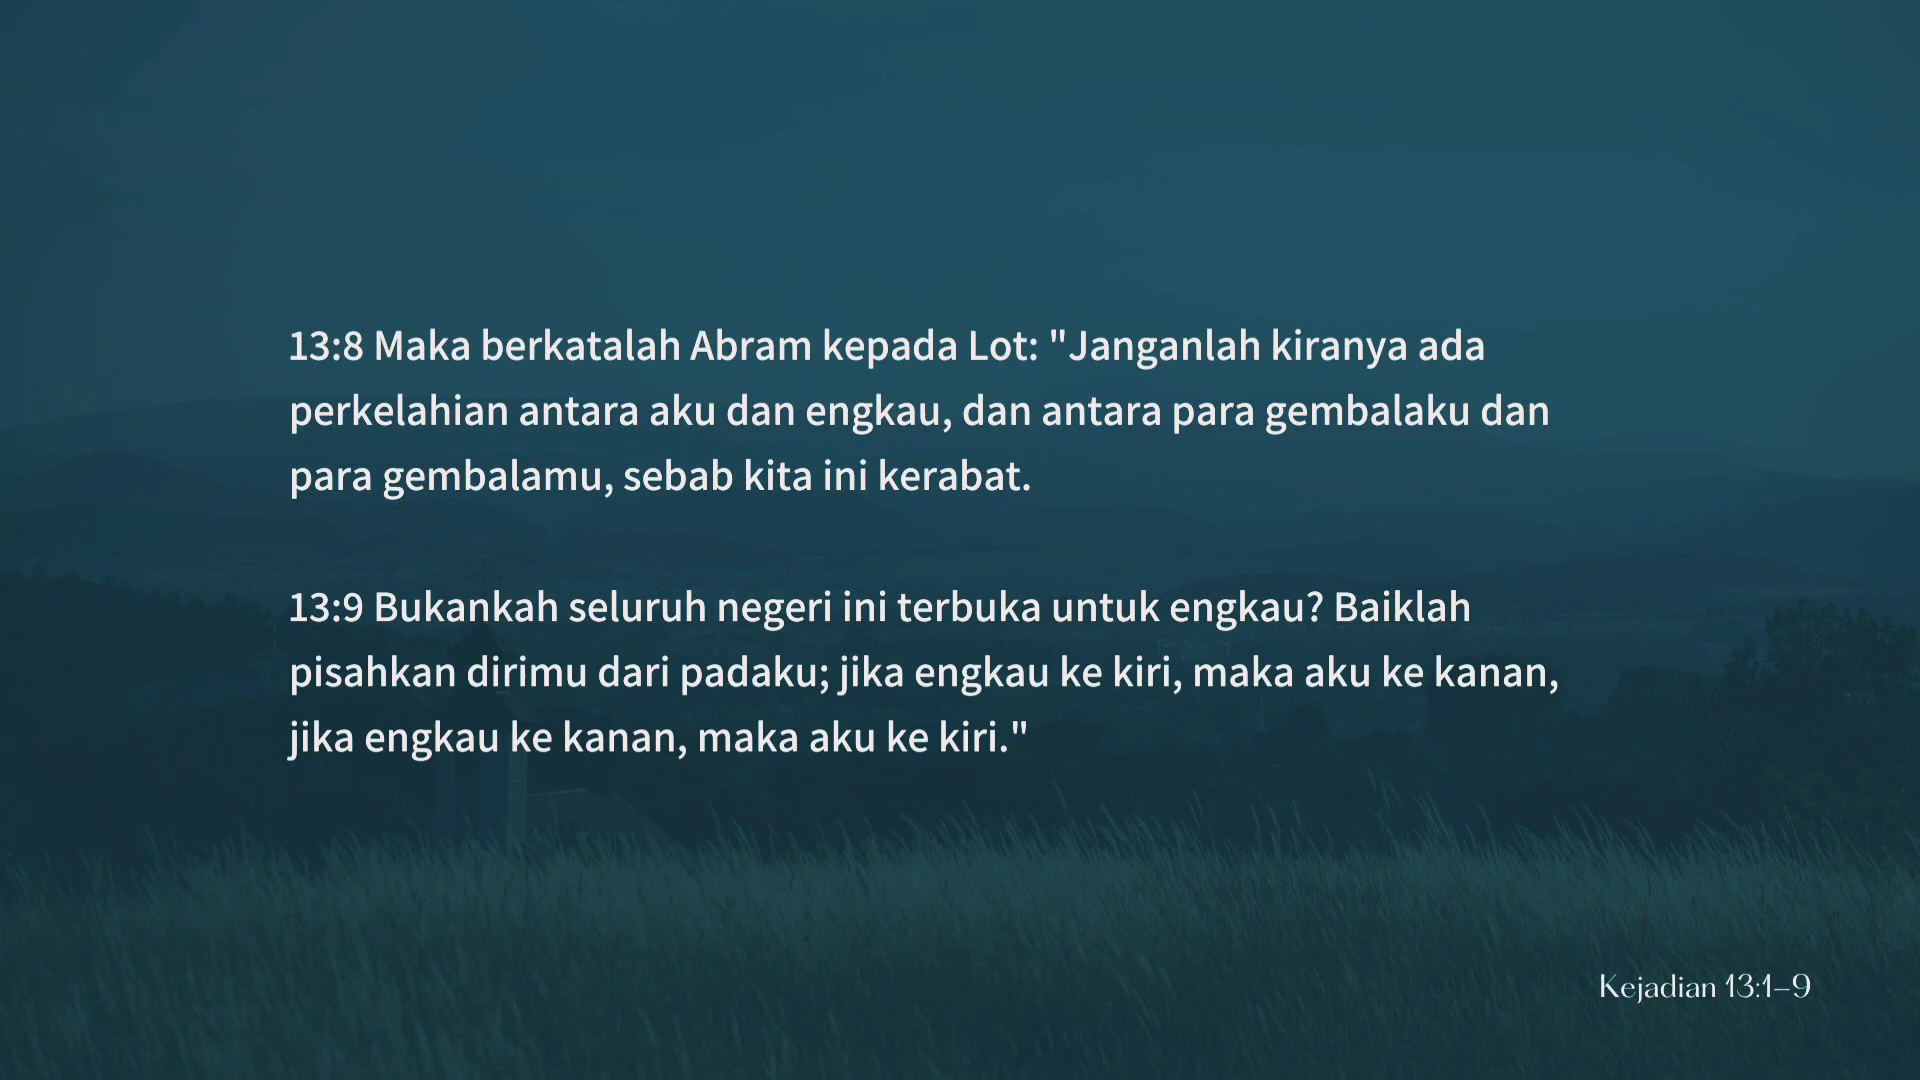 13:8 Maka berkatalah Abram kepada Lot: "Janganlah kiranya ada
perkelahian antara aku dan engkau, dan antara para gembalaku dan
para gembalamu, sebab kita ini kerabat.
13:9 Bukankah seluruh negeri ini terbuka untuk engkau? Baiklah
pisahkan dirimu dari padaku; jika engkau ke kiri, maka aku ke kanan,
jika engkau ke kanan, maka aku ke kiri."
Kejadian 13:1–9